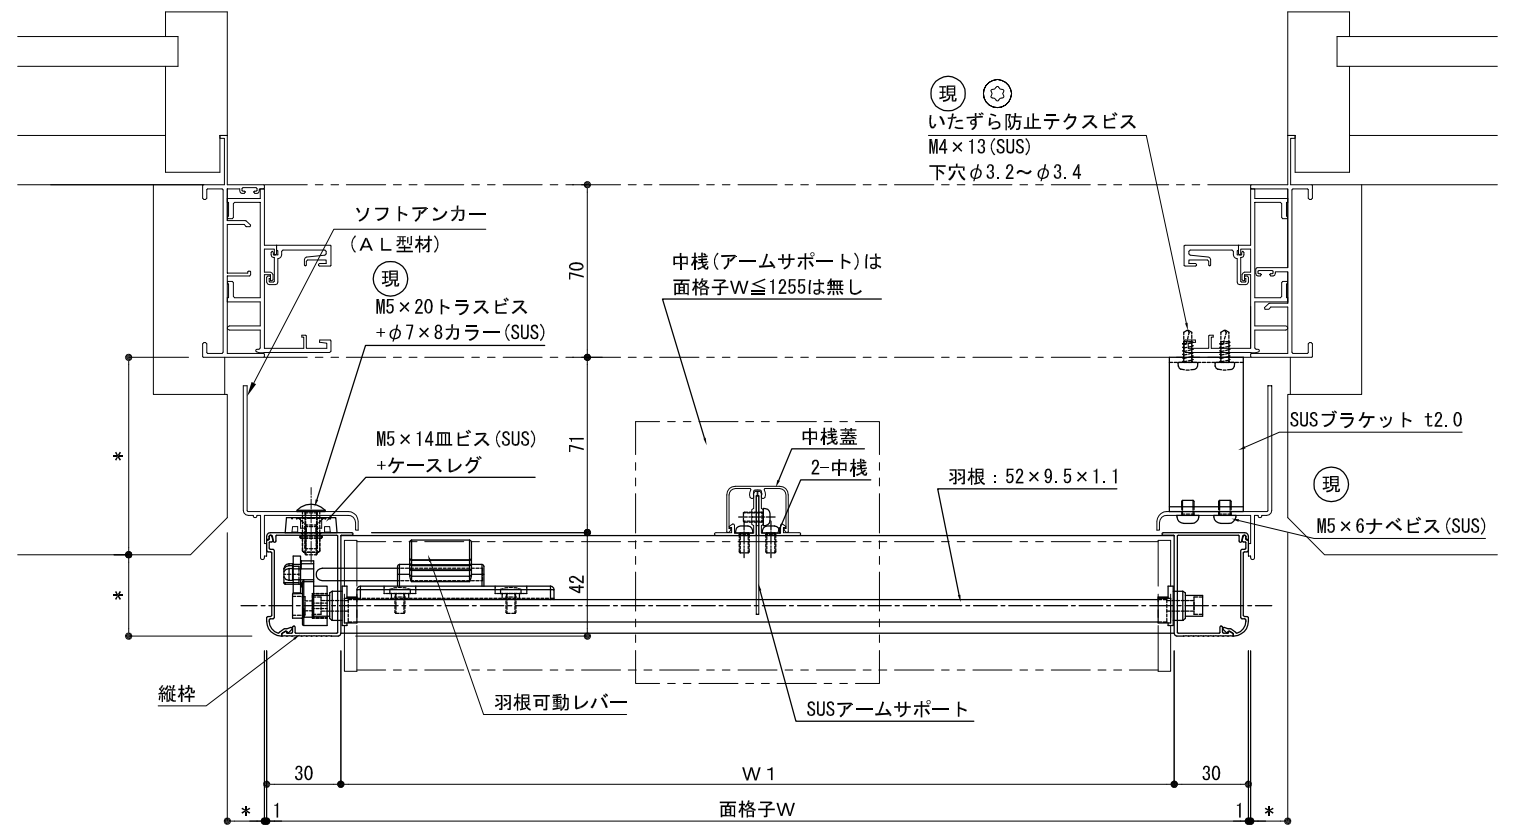 現
いたずら防止テクスビス
M4×13(SUS)
下穴φ3.2～φ3.4
ソフトアンカー
(ＡＬ型材)
現
M5×20トラスビス
+φ7×8カラー(SUS)
中桟(アームサポート)は
面格子W≦1255は無し
70
SUSブラケット t2.0
中桟蓋
2-中桟
M5×14皿ビス(SUS)
+ケースレグ
71
*
羽根：52×9.5×1.1
現
M5×6ナベビス(SUS)
42
*
縦枠
羽根可動レバー
SUSアームサポート
30
W1
30
*
1
面格子W
1
*